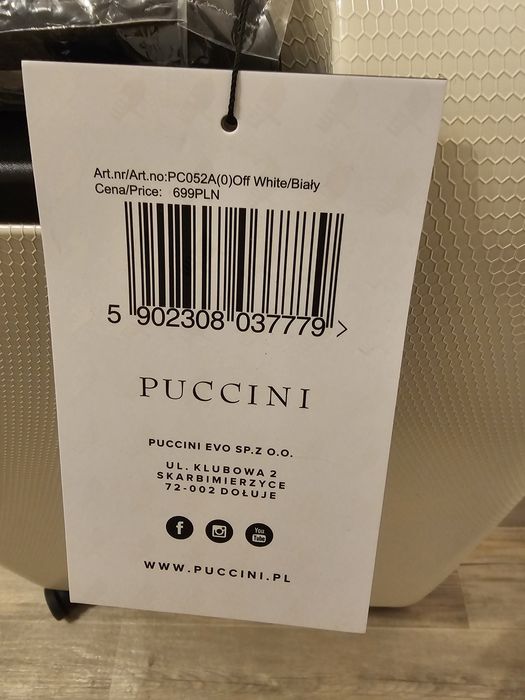 Art.nr/Art.no:PC052A(0)Off White/Biały
Cena/Price: 699PLN
5 902308 037779 >
PUCCINI
PUCCINI EVO SP.Z O.O.
UL. KLUBOWA 2
SKARBIMIERZYCE
72-002 DOŁUJE
You
Tube
WWW.PUCCINI.PL